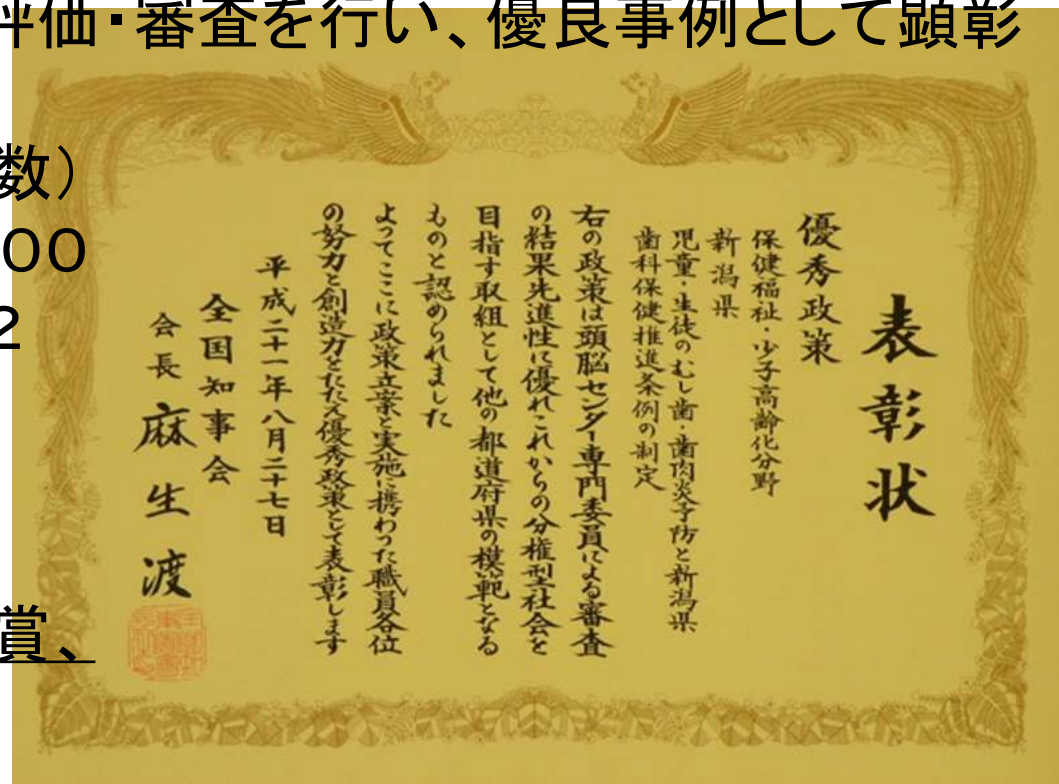 評価・審査を行い、優良事例として顕彰
数）
００
２
賞、
表彰状
優秀政策
保健福祉・少子高齢化分野
新潟県
児童・生徒のむし歯・歯肉炎予防と新潟県
歯科保健推進条例の制定
右の政策は頭脳センター専門委員による審査
の結果先進性に優れこれからの分権型社会を
目指す取組として他の都道府県の模範となる
ものと認められました
よってここに政策立案と実施に携わった職員各位
の努力と創造力をたたえ優秀政策として表彰します
平成二十一年八月二十七日
全国知事会
会長 麻生 渡